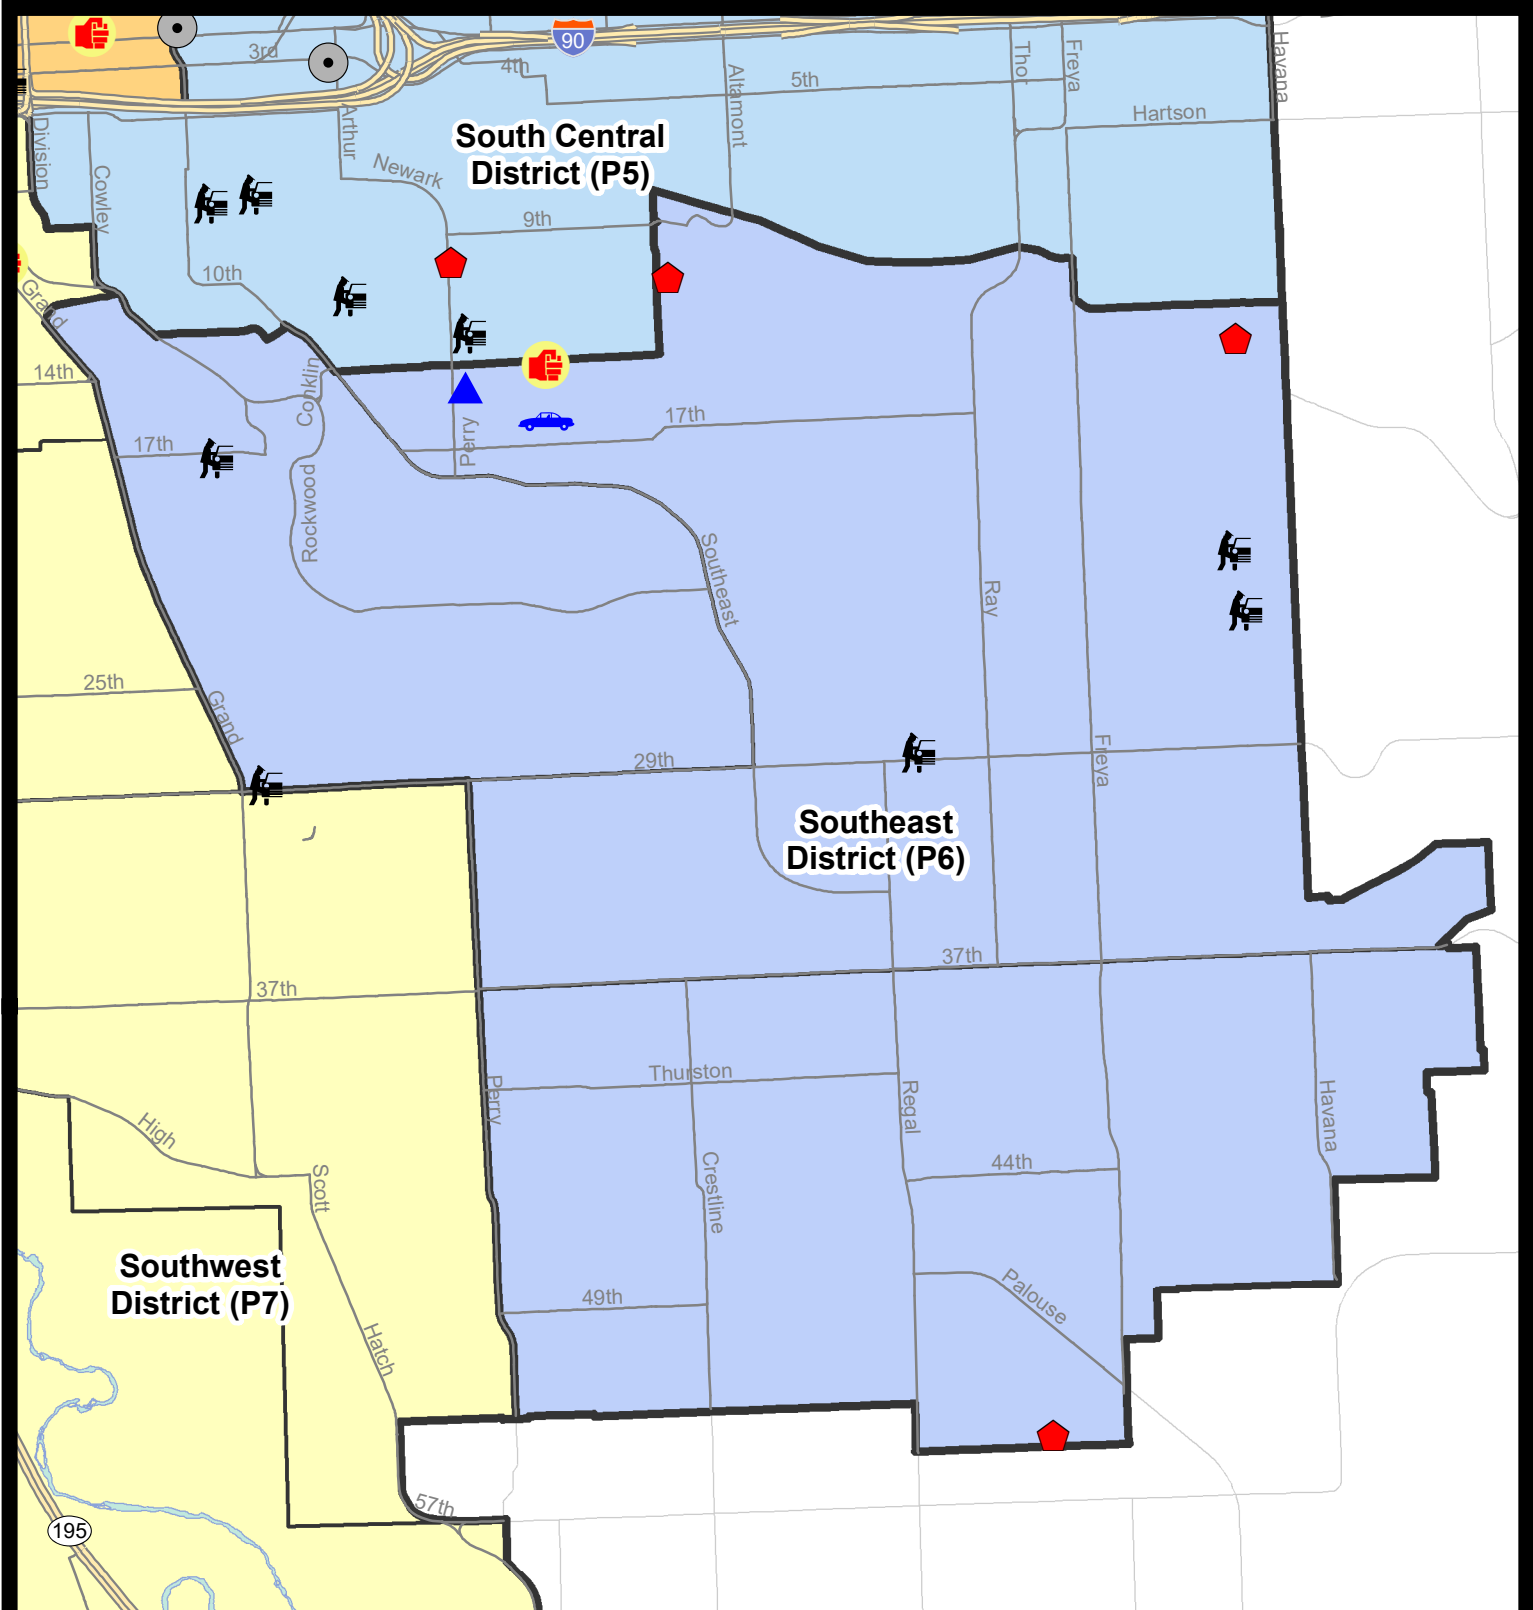 90
3rd
4th
5th
Thor
Freya
Havana
Altamont
Hartson
Division
Arthur
Cowley
Newark
South Central
District (P5)
9th
10th
Grand
14th
Conklin
17th
17th
Perry
Rockwood
Southeast
Ray
25th
Grand
29th
Freya
Southeast
District (P6)
37th
37th
Thurston
Perry
Regal
Havana
High
Scott
Crestline
44th
Southwest
District (P7)
49th
Palouse
Hatch
57th
195